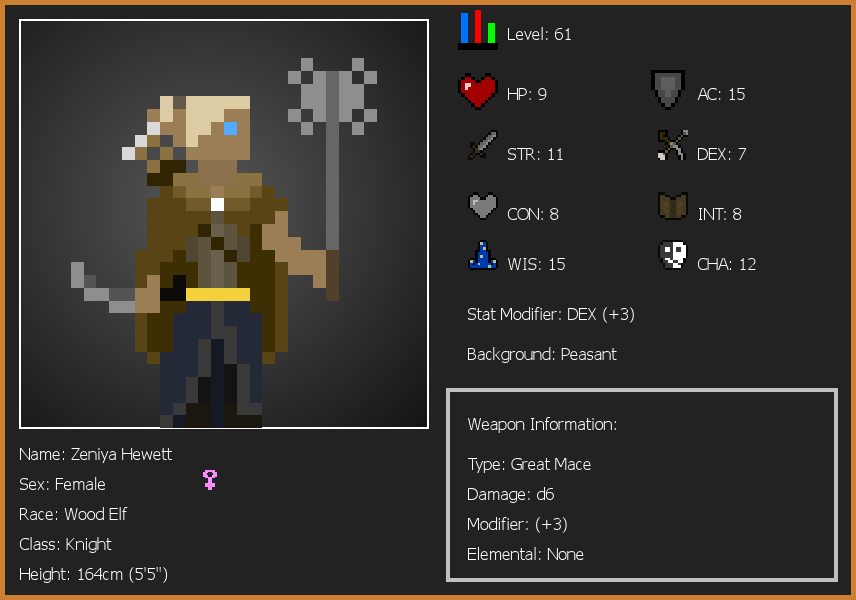 Level: 61
HP: 9
AC: 15
STR: 11
DEX: 7
CON: 8
INT: 8
WIS: 15
CHA: 12
Stat Modifier: DEX (+3)
Background: Peasant
Weapon Information:
Type: Great Mace
Damage: d6
Modifier: (+3)
Elemental: None
Name: Zeniya Hewett
Sex: Female
Race: Wood Elf
Class: Knight
Height: 164cm (5'5")